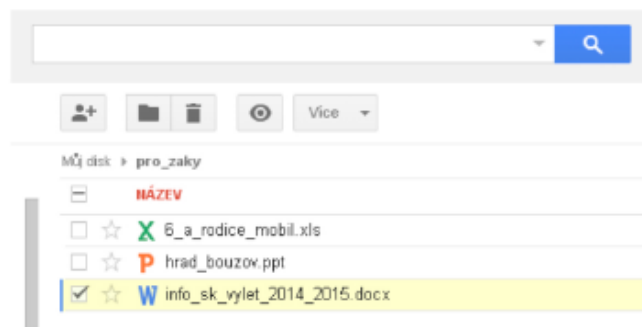 Více
Můj disk pro_zaky
NÁZEV
6_a_rodice_mobil.xls
hrad_bouzov.ppt
info_sk_vylet_2014_2015.docx